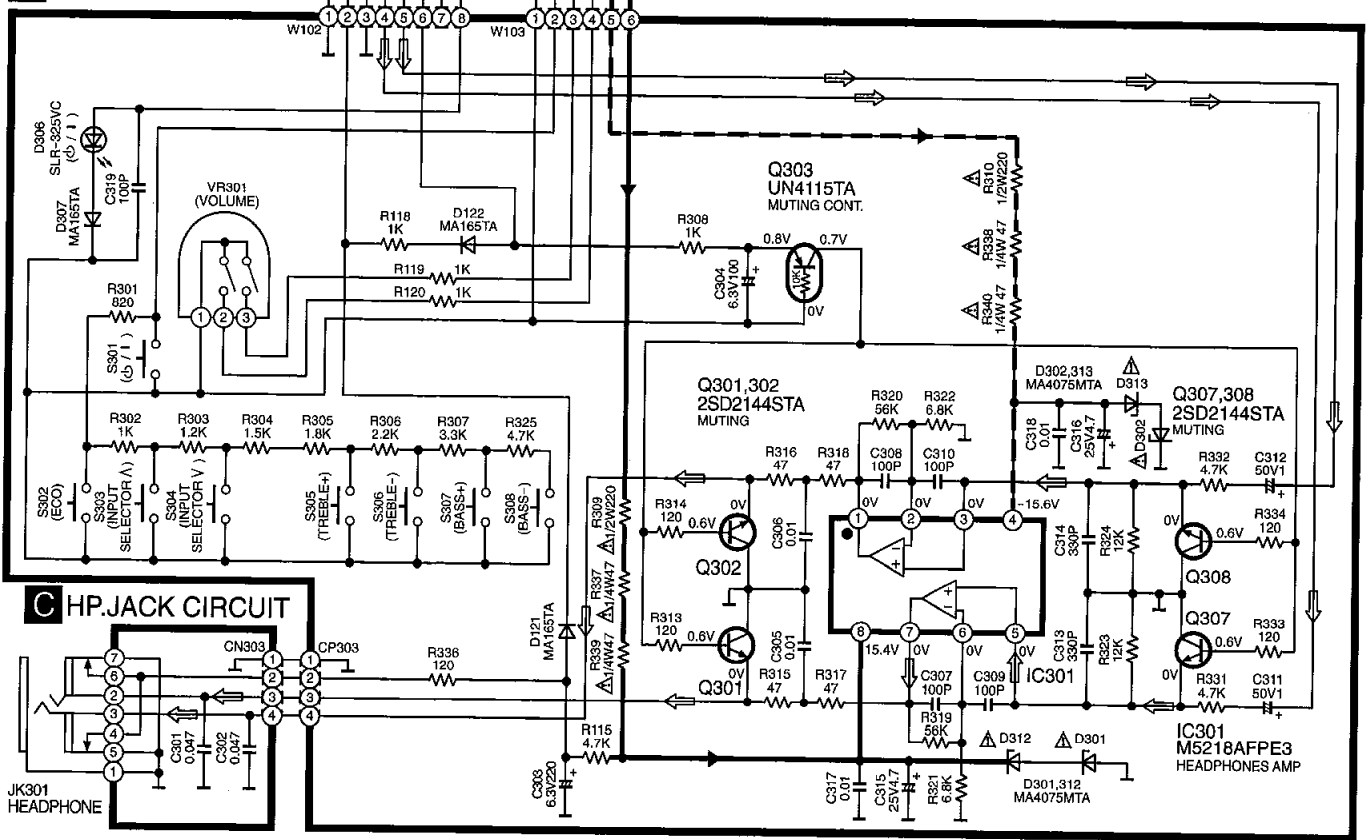 W102 1 2 3 4 5 6 7 8
W103 1 2 3 4 5 6
D306
SLR-325VC
(⏻/I)
D307
MA165TA
C319
100P
VR301
(VOLUME)
1 2 3
R118
1K
D122
MA165TA
R119 1K
R120 1K
R308
1K
C304
6.3V100
Q303
UN4115TA
MUTING CONT.
0.8V 0.7V
10K
0V
⚠ R310
1/2W220
⚠ R338
1/4W 47
⚠ R340
1/4W 47
R301
820
S301
(⏻/I)
R302
1K
R303
1.2K
R304
1.5K
R305
1.8K
R306
2.2K
R307
3.3K
R325
4.7K
S302
(ECO)
S303
(INPUT
SELECTOR Λ)
S304
(INPUT
SELECTOR V)
S305
(TREBLE+)
S306
(TREBLE−)
S307
(BASS+)
S308
(BASS−)
Q301,302
2SD2144STA
MUTING
R320
56K
R322
6.8K
C308
100P
C310
100P
R316
47
R318
47
D302,313
MA4075MTA
⚠
D313
⚠ D302
C318
0.01
C316
25V4.7
Q307,308
2SD2144STA
MUTING
R332
4.7K
C312
50V1
R309
⚠1/2W220
R337
⚠1/4W47
R339
⚠1/4W47
R314
120
0.6V
0V
Q302
C306
0.01
0V 0V 0V -15.6V
1 2 3 4
C314
330P
R324
12K
0V
0.6V
R334
120
Q308
R313
120
0.6V
0V
Q301
C305
0.01
R315
47
R317
47
8 7 6 5
15.4V 0V 0V 0V
IC301
C307
100P
C309
100P
R319
56K
C313
330P
R323
12K
Q307
0.6V
R333
120
0V
R331
4.7K
C311
50V1
IC301
M5218AFPE3
HEADPHONES AMP
C HP.JACK CIRCUIT
CN303
1 2 3 4
CP303
1 2 3 4
7
6
2
3
4
5
1
C301
0.047
C302
0.047
JK301
HEADPHONE
R336
120
D121
MA165TA
R115
4.7K
C303
6.3V220
C317
0.01
C315
25V4.7
R321
6.8K
⚠ D312
⚠ D301
D301,312
MA4075MTA